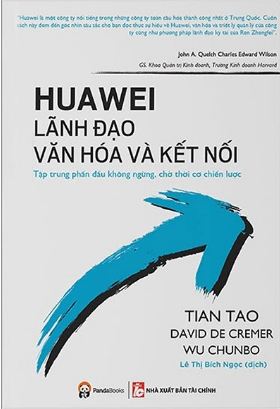 "Huawei là một công ty nổi tiếng trong những công ty toàn cầu hóa thành công nhất ở Trung Quốc. Cuốn
sách này đem đến góc nhìn sâu sắc cho các bạn đọc thực sự hiểu về Huawei, văn hóa và triết lý quản lý của công
ty cũng như phương pháp lãnh đạo kỳ tài của Ren Zhengfei".
John A. Quelch Charles Edward Wilson
GS. Khoa Quản trị Kinh doanh, Trường Kinh doanh Harvard
HUAWEI
LÃNH ĐẠO
VĂN HÓA VÀ KẾT NỐI
Tập trung phấn đấu không ngừng, chờ thời cơ chiến lược
TIAN TAO
DAVID DE CREMER
WU CHUNBO
Lê Thị Bích Ngọc (dịch)
PandaBooks
NHÀ XUẤT BẢN TÀI CHÍNH